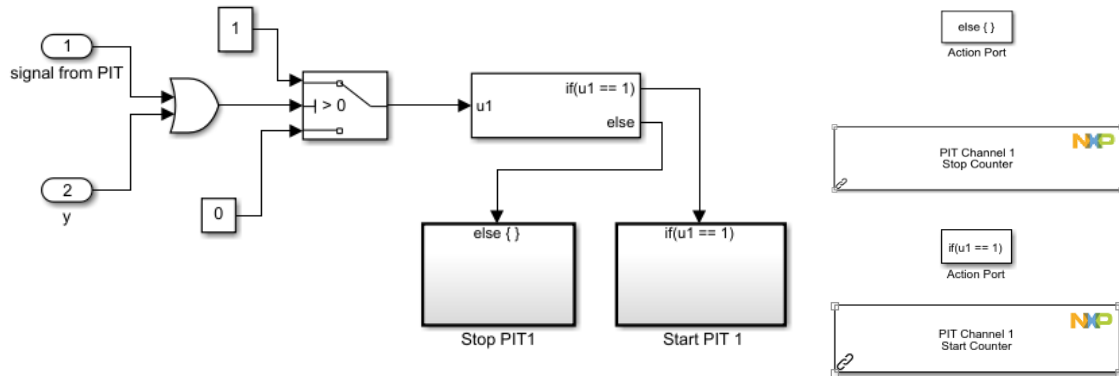 1
signal from PIT
2
y
1
> 0
0
u1
if(u1 == 1)
else
else { }
Stop PIT1
if(u1 == 1)
Start PIT 1
else { }
Action Port
NXP
PIT Channel 1
Stop Counter
if(u1 == 1)
Action Port
NXP
PIT Channel 1
Start Counter